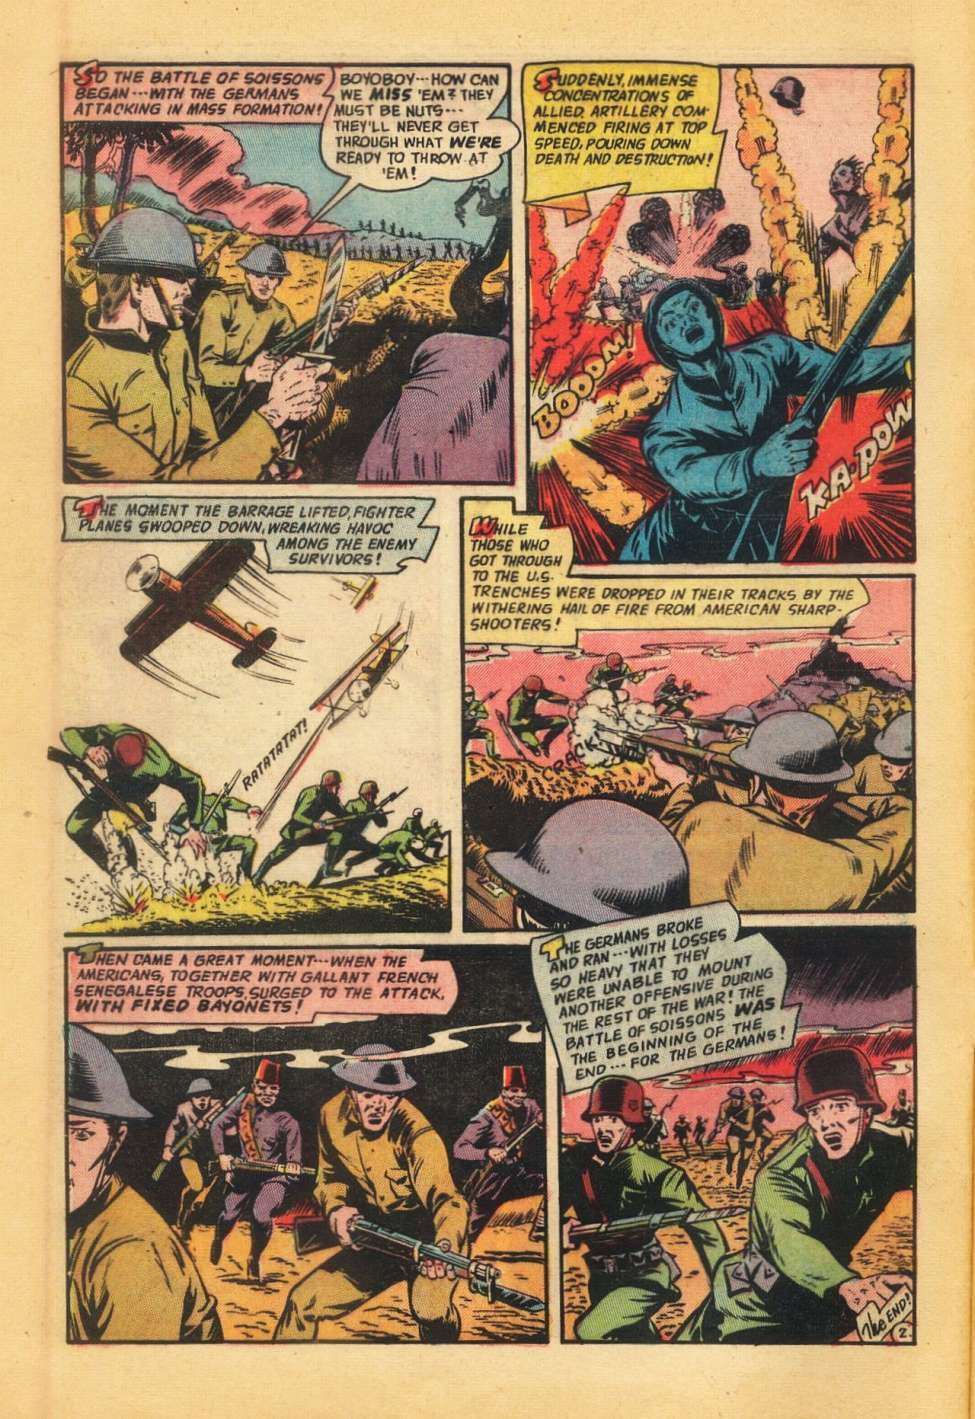 SO THE BATTLE OF SOISSONS
BEGAN---WITH THE GERMANS
ATTACKING IN MASS FORMATION!
BOYOBOY---HOW CAN
WE MISS 'EM? THEY
MUST BE NUTS---
THEY'LL NEVER GET
THROUGH WHAT WE'RE
READY TO THROW AT
'EM!
SUDDENLY, IMMENSE
CONCENTRATIONS OF
ALLIED ARTILLERY COM-
MENCED FIRING AT TOP
SPEED, POURING DOWN
DEATH AND DESTRUCTION!
BOOOM!
KA-POW
THE MOMENT THE BARRAGE LIFTED, FIGHTER
PLANES SWOOPED DOWN, WREAKING HAVOC
AMONG THE ENEMY
SURVIVORS!
RATATATAT!
WHILE
THOSE WHO
GOT THROUGH
TO THE U.S.
TRENCHES WERE DROPPED IN THEIR TRACKS BY THE
WITHERING HAIL OF FIRE FROM AMERICAN SHARP-
SHOOTERS!
CRACK
THEN CAME A GREAT MOMENT---WHEN THE
AMERICANS, TOGETHER WITH GALLANT FRENCH
SENEGALESE TROOPS, SURGED TO THE ATTACK,
WITH FIXED BAYONETS!
THE GERMANS BROKE
AND RAN---WITH LOSSES
SO HEAVY THAT THEY
WERE UNABLE TO MOUNT
ANOTHER OFFENSIVE DURING
THE REST OF THE WAR! THE
BATTLE OF SOISSONS WAS
THE BEGINNING OF THE
END---FOR THE GERMANS!
The END!
2.